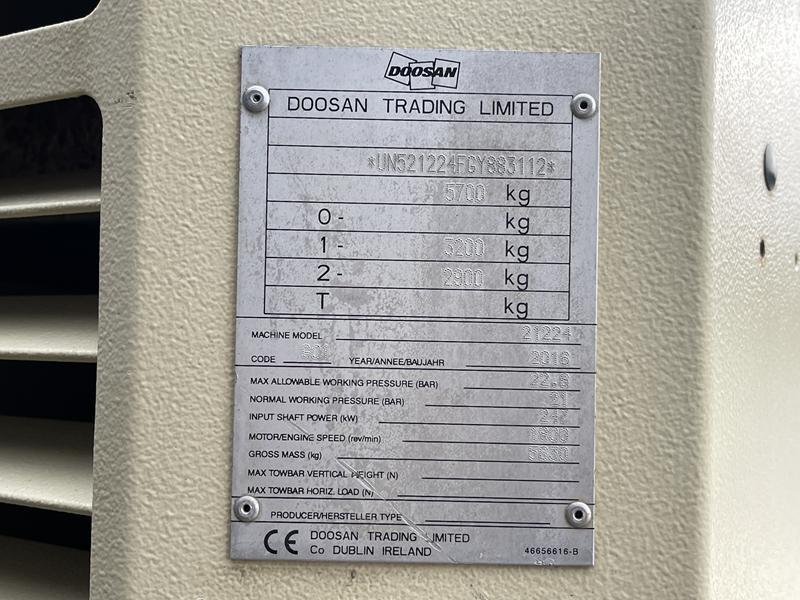 DOOSAN
DOOSAN TRADING LIMITED
*UN521224FGY883112*
5700 kg
0- kg
1- 3200 kg
2- 2900 kg
T kg
MACHINE MODEL 21224
CODE YEAR/ANNEE/BAUJAHR 2016
MAX ALLOWABLE WORKING PRESSURE (BAR) 22.6
NORMAL WORKING PRESSURE (BAR) 21
INPUT SHAFT POWER (kW)
MOTOR/ENGINE SPEED (rev/min) 1800
GROSS MASS (kg) 5630
MAX TOWBAR VERTICAL HEIGHT (N)
MAX TOWBAR HORIZ. LOAD (N)
PRODUCER/HERSTELLER TYPE
CE DOOSAN TRADING LIMITED
Co DUBLIN IRELAND 46656616-B